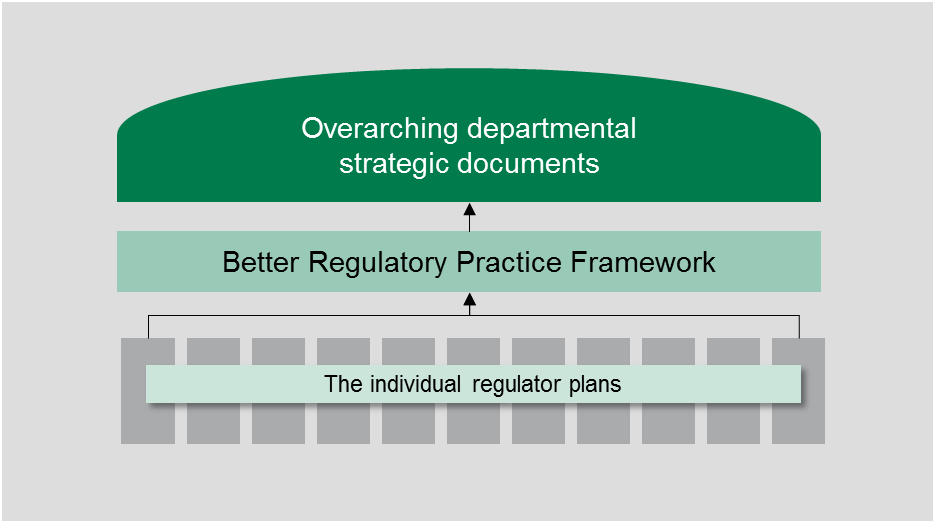 Overarching departmental
strategic documents
Better Regulatory Practice Framework
The individual regulator plans